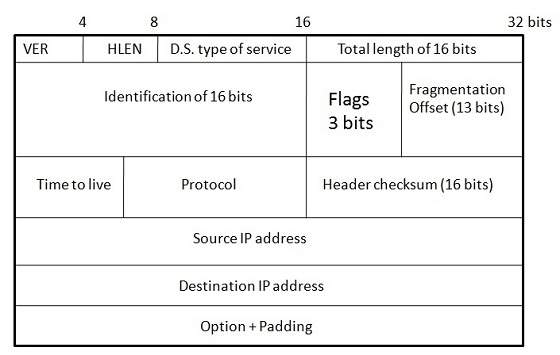 4 8 16 32 bits
VER HLEN D.S. type of service Total length of 16 bits
Identification of 16 bits
Flags
3 bits
Fragmentation
Offset (13 bits)
Time to live Protocol Header checksum (16 bits)
Source IP address
Destination IP address
Option + Padding